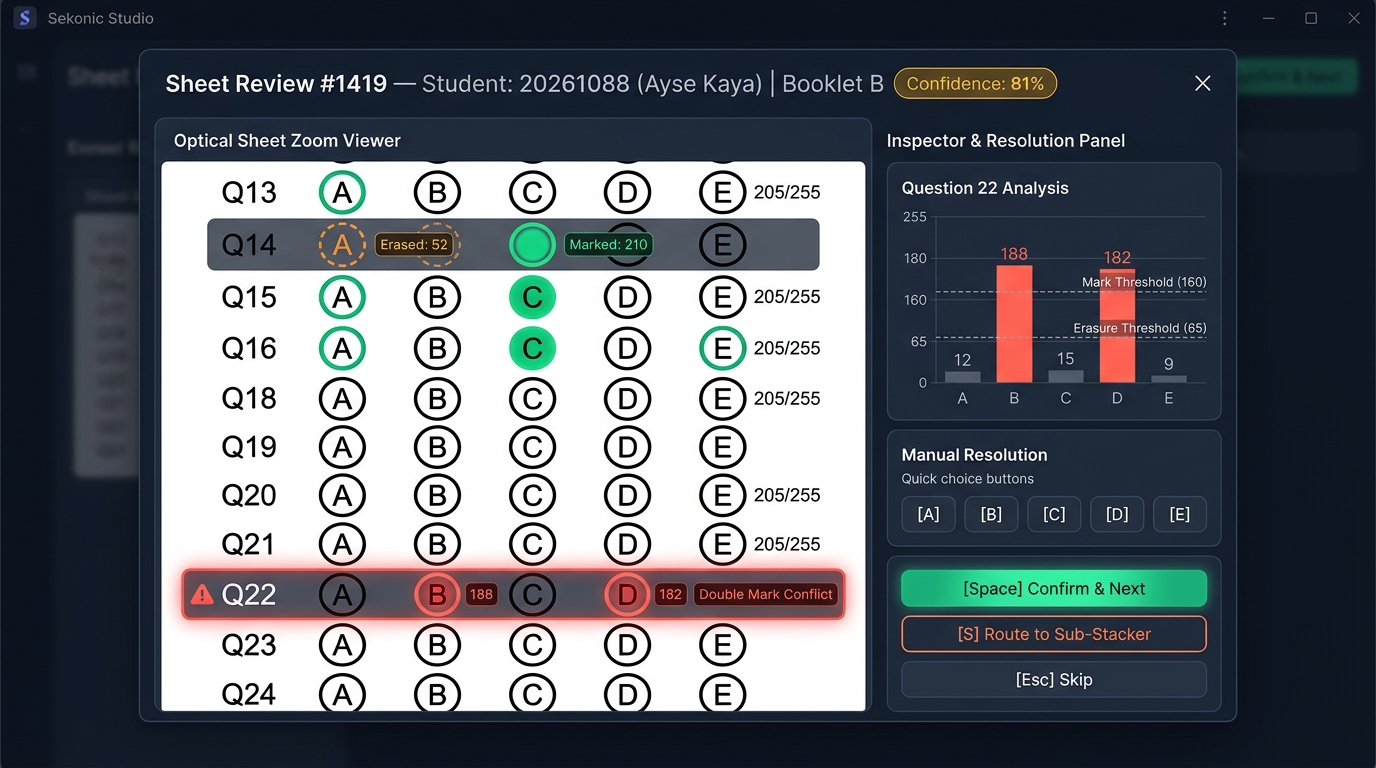 Sekonic Studio
Sheet Review #1419 — Student: 20261088 (Ayse Kaya) | Booklet B Confidence: 81%
Optical Sheet Zoom Viewer
Q13 A B C D E 205/255
Q14 A Erased: 52 Marked: 210 E
Q15 A B C D E 205/255
Q16 A B C D E 205/255
Q18 A B C D E 205/255
Q19 A B C D E
Q20 A B C D E 205/255
Q21 A B C D E 205/255
Q22 A B 188 C D 182 Double Mark Conflict
Q23 A B C D E
Q24 A B C D E
Inspector & Resolution Panel
Question 22 Analysis
255
180
160
65
0
188
182
Mark Threshold (160)
Erasure Threshold (65)
12
15
9
A B C D E
Manual Resolution
Quick choice buttons
[A] [B] [C] [D] [E]
[Space] Confirm & Next
[S] Route to Sub-Stacker
[Esc] Skip